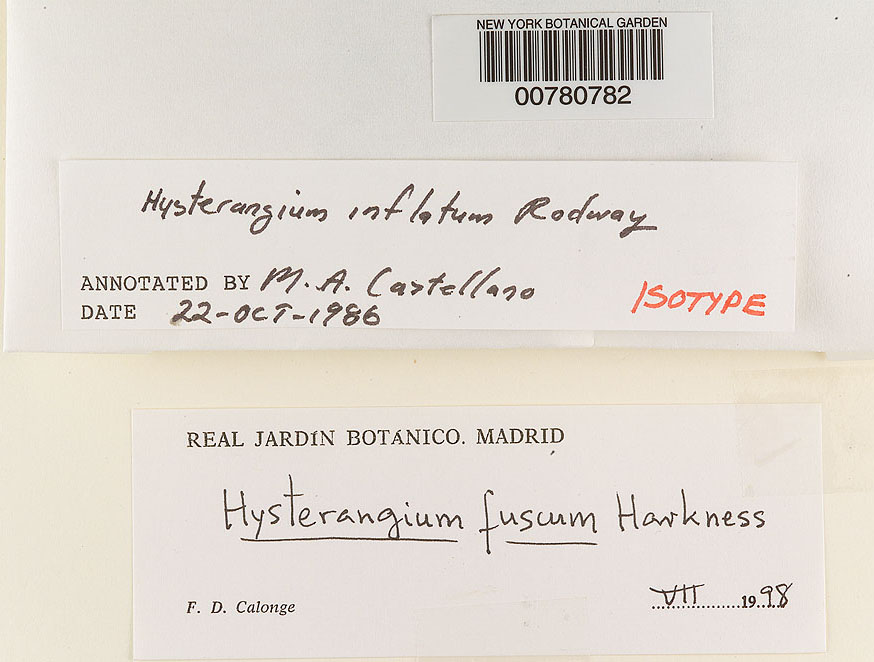 NEW YORK BOTANICAL GARDEN
00780782
Hysterangium inflatum Rodway
ANNOTATED BY M. A. Castellano
DATE 22-OCT-1986
ISOTYPE
REAL JARDÍN BOTÁNICO. MADRID
Hysterangium fuscum Harkness
F. D. Calonge
VII 1998